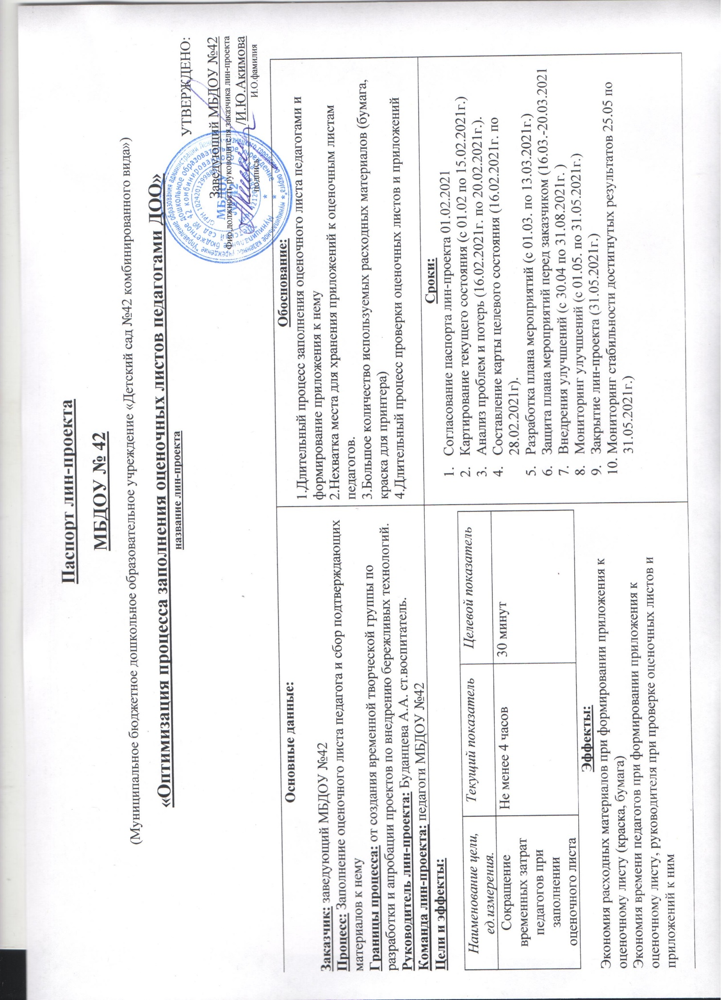 Паспорт лин-проекта
МБДОУ № 42
(Муниципальное бюджетное дошкольное образовательное учреждение «Детский сад №42 комбинированного вида»)
«Оптимизация процесса заполнения оценочных листов педагогами ДОО»
название лин-проекта
УТВЕРЖДЕНО:
Заведующий МБДОУ №42
Фио,должность руководителя,заказчика лин-проекта
/И.Ю.Акимова
подпись И.О.фамилия
МБДОУ
№ 42
Основные данные:
Заказчик: заведующий МБДОУ №42
Процесс: Заполнение оценочного листа педагога и сбор подтверждающих
материалов к нему
Границы процесса: от создания временной творческой группы по
разработки и апробации проектов по внедрению бережливых технологий.
Руководитель лин-проекта: Буданцева А.А. ст.воспитатель.
Команда лин-проекта: педагоги МБДОУ №42
Обоснование:
1.Длительный процесс заполнения оценочного листа педагогами и
формирование приложения к нему
2.Нехватка места для хранения приложений к оценочным листам
педагогов.
3.Большое количество используемых расходных материалов (бумага,
краска для принтера)
4.Длительный процесс проверки оценочных листов и приложений
Цели и эффекты:
Наименование цели, Текущий показатель Целевой показатель
ед.измерения.
Сокращение Не менее 4 часов 30 минут
временных затрат
педагогов при
заполнении
оценочного листа
Эффекты:
Экономия расходных материалов при формировании приложения к
оценочному листу (краска, бумага)
Экономия времени педагогов при формировании приложения к
оценочному листу, руководителя при проверке оценочных листов и
приложений к ним
Сроки:
1. Согласование паспорта лин-проекта 01.02.2021
2. Картирование текущего состояния (с 01.02 по 15.02.2021г.)
3. Анализ проблем и потерь (16.02.2021г. по 20.02.2021г.).
4. Составление карты целевого состояния (16.02.2021г. по
28.02.2021г).
5. Разработка плана мероприятий (с 01.03. по 13.03.2021г.)
6. Защита плана мероприятий перед заказчиком (16.03.-20.03.2021
7. Внедрения улучшений (с 30.04 по 31.08.2021г. )
8. Мониторинг улучшений (с 01.05. по 31.05.2021г.)
9. Закрытие лин-проекта (31.05.2021г.)
10. Мониторинг стабильности достигнутых результатов 25.05 по
31.05.2021г.)